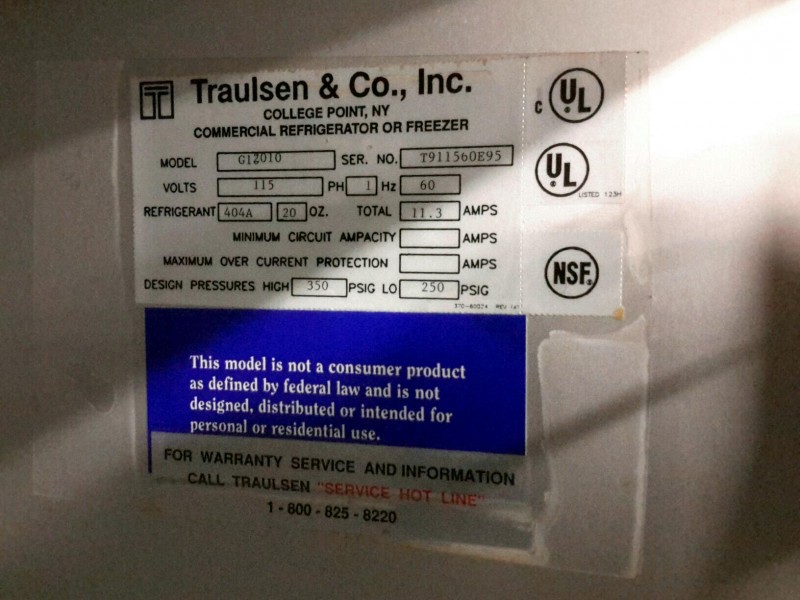 Traulsen & Co., Inc.
COLLEGE POINT, NY
COMMERCIAL REFRIGERATOR OR FREEZER
MODEL G12010 SER. NO. T911560E95
VOLTS 115 PH 1 Hz 60
REFRIGERANT 404A 20 OZ. TOTAL 11.3 AMPS
MINIMUM CIRCUIT AMPACITY AMPS
MAXIMUM OVER CURRENT PROTECTION AMPS
DESIGN PRESSURES HIGH 350 PSIG LO 250 PSIG
C UL
UL
LISTED 123H
NSF.
This model is not a consumer product
as defined by federal law and is not
designed, distributed or intended for
personal or residential use.
FOR WARRANTY SERVICE AND INFORMATION
CALL TRAULSEN "SERVICE HOT LINE"
1 - 800 - 825 - 8220